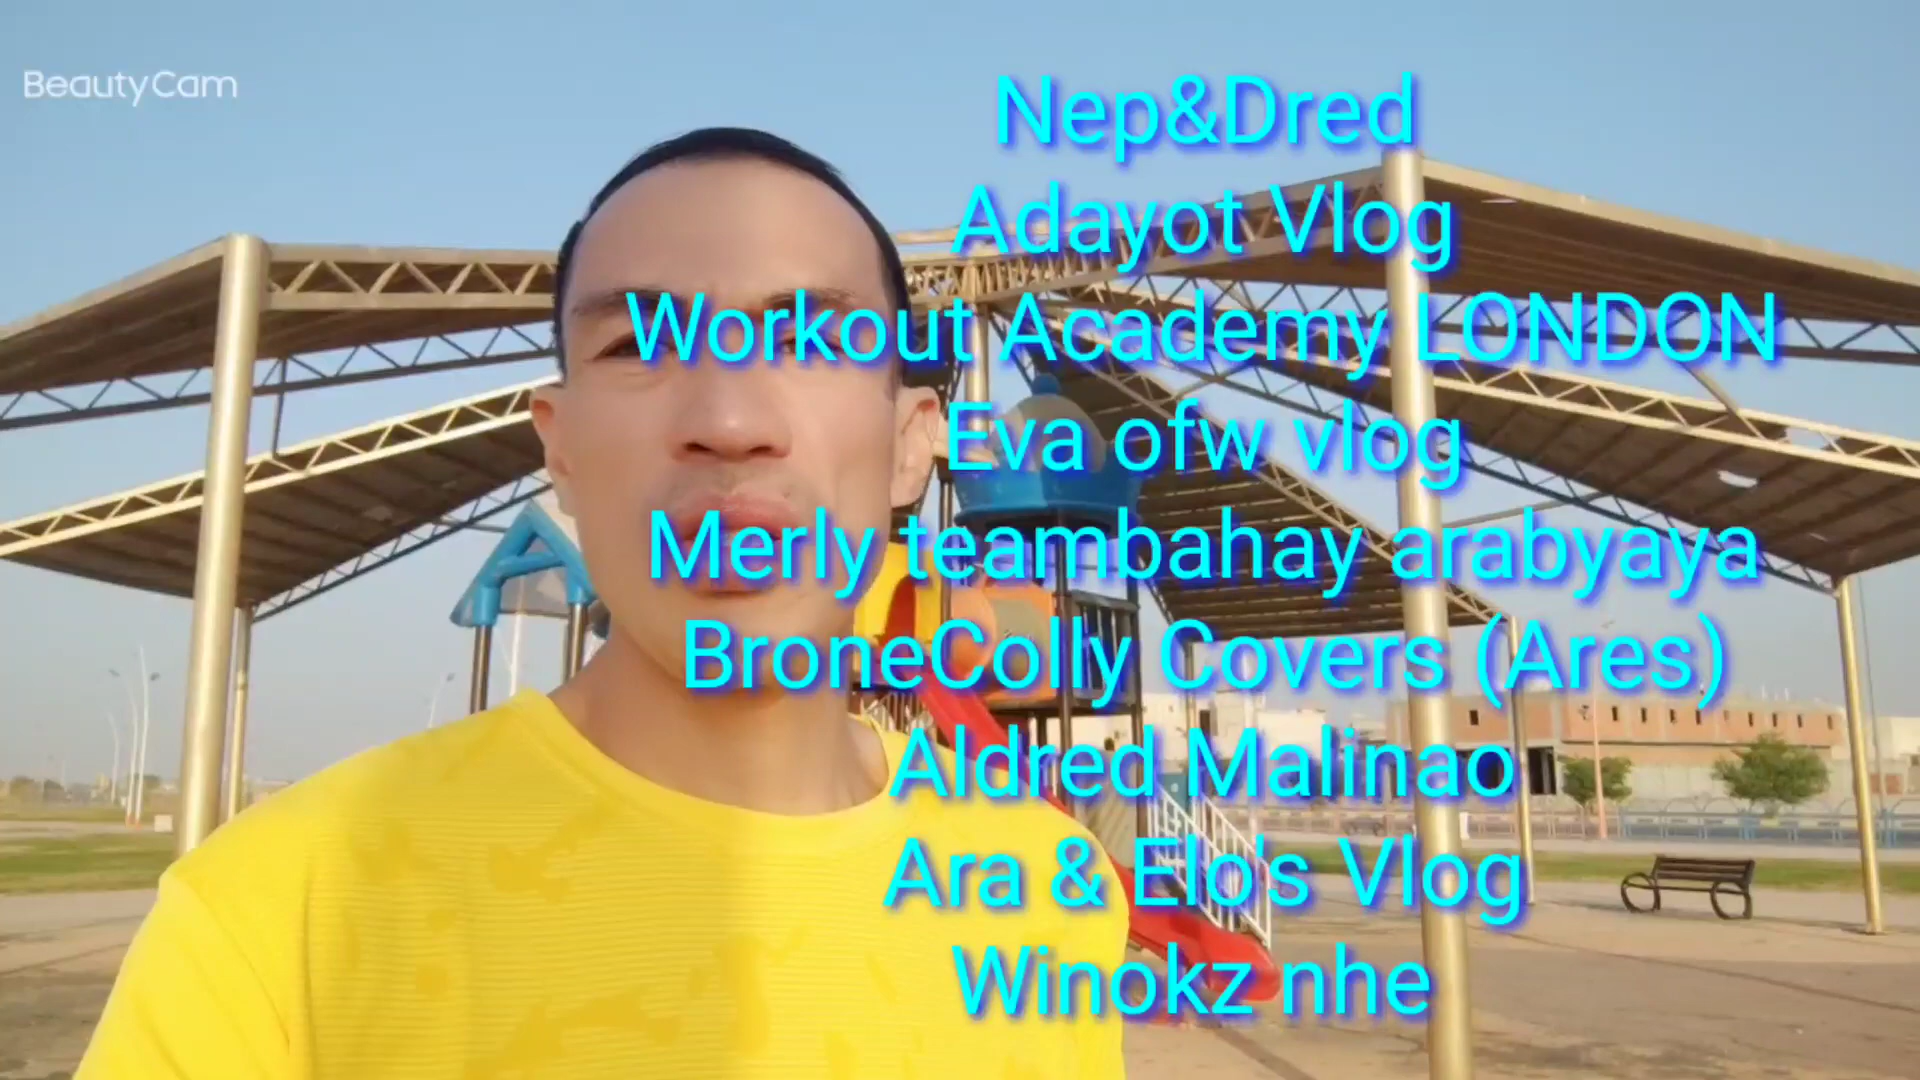 BeautyCam
Nep&Dred
Adayot Vlog
Workout Academy LONDON
Eva ofw vlog
Merly teambahay arabyaya
BroneColly Covers (Ares)
Aldred Malinao
Ara & Elo's Vlog
Winokz nhe